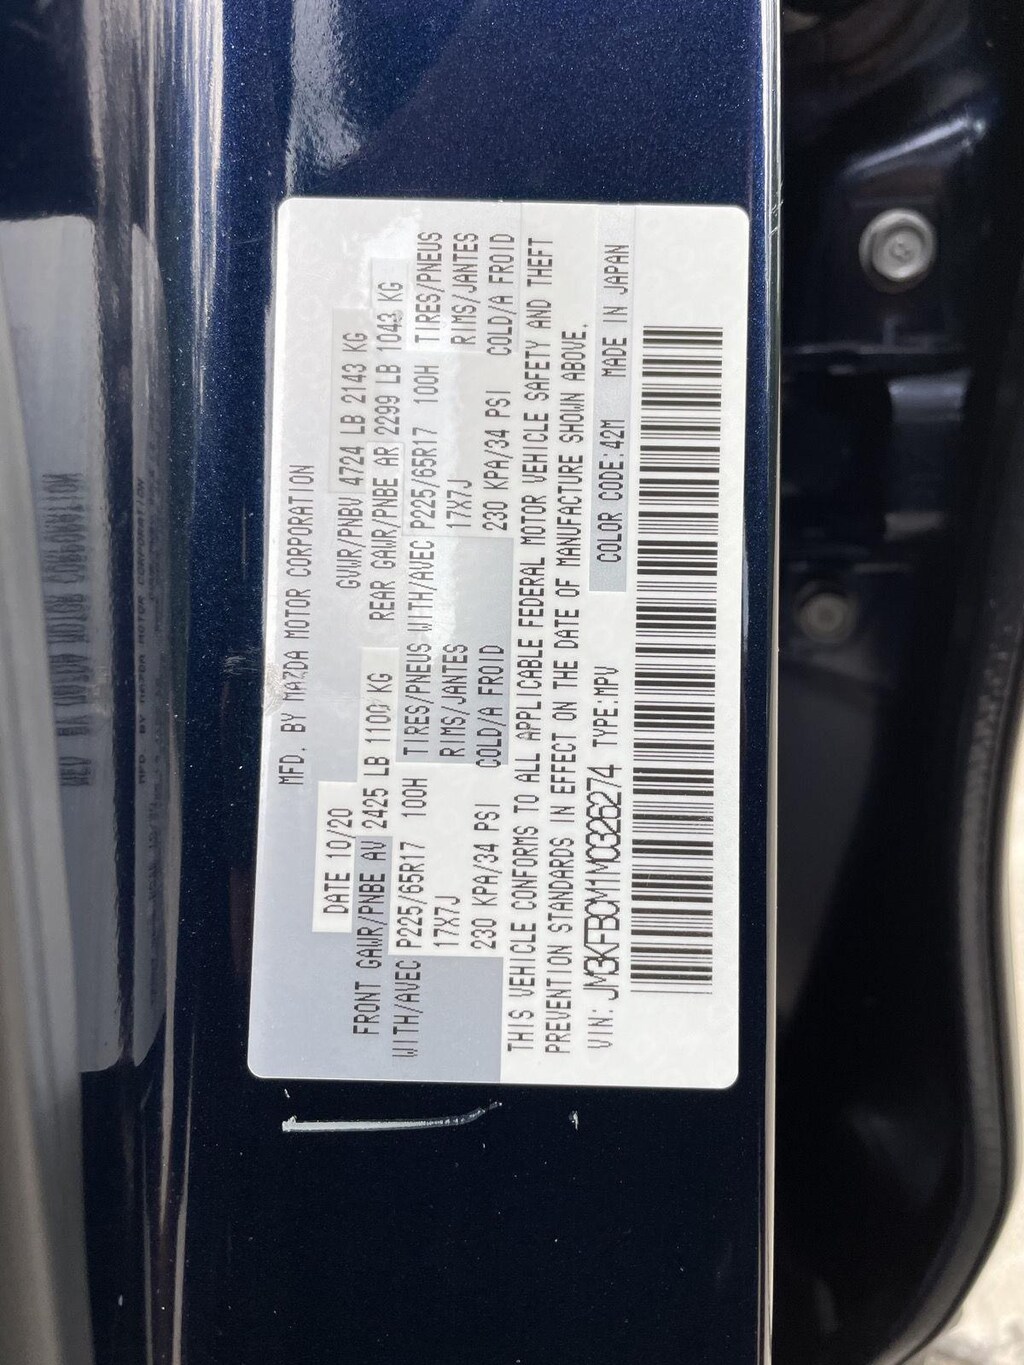 MFD. BY MAZDA MOTOR CORPORATION
DATE 10/20 GVWR/PNBV 4724 LB 2143 KG
FRONT GAWR/PNBE AV 2425 LB 1100 KG REAR GAWR/PNBE AR 2299 LB 1043 KG
WITH/AVEC P225/65R17 100H TIRES/PNEUS WITH/AVEC P225/65R17 100H TIRES/PNEUS
17X7J RIMS/JANTES 17X7J RIMS/JANTES
230 KPA/34 PSI COLD/A FROID 230 KPA/34 PSI COLD/A FROID
THIS VEHICLE CONFORMS TO ALL APPLICABLE FEDERAL MOTOR VEHICLE SAFETY AND THEFT
PREVENTION STANDARDS IN EFFECT ON THE DATE OF MANUFACTURE SHOWN ABOVE.
VIN: JM3KFBCM1M0326274 TYPE:MPV COLOR CODE:42M MADE IN JAPAN